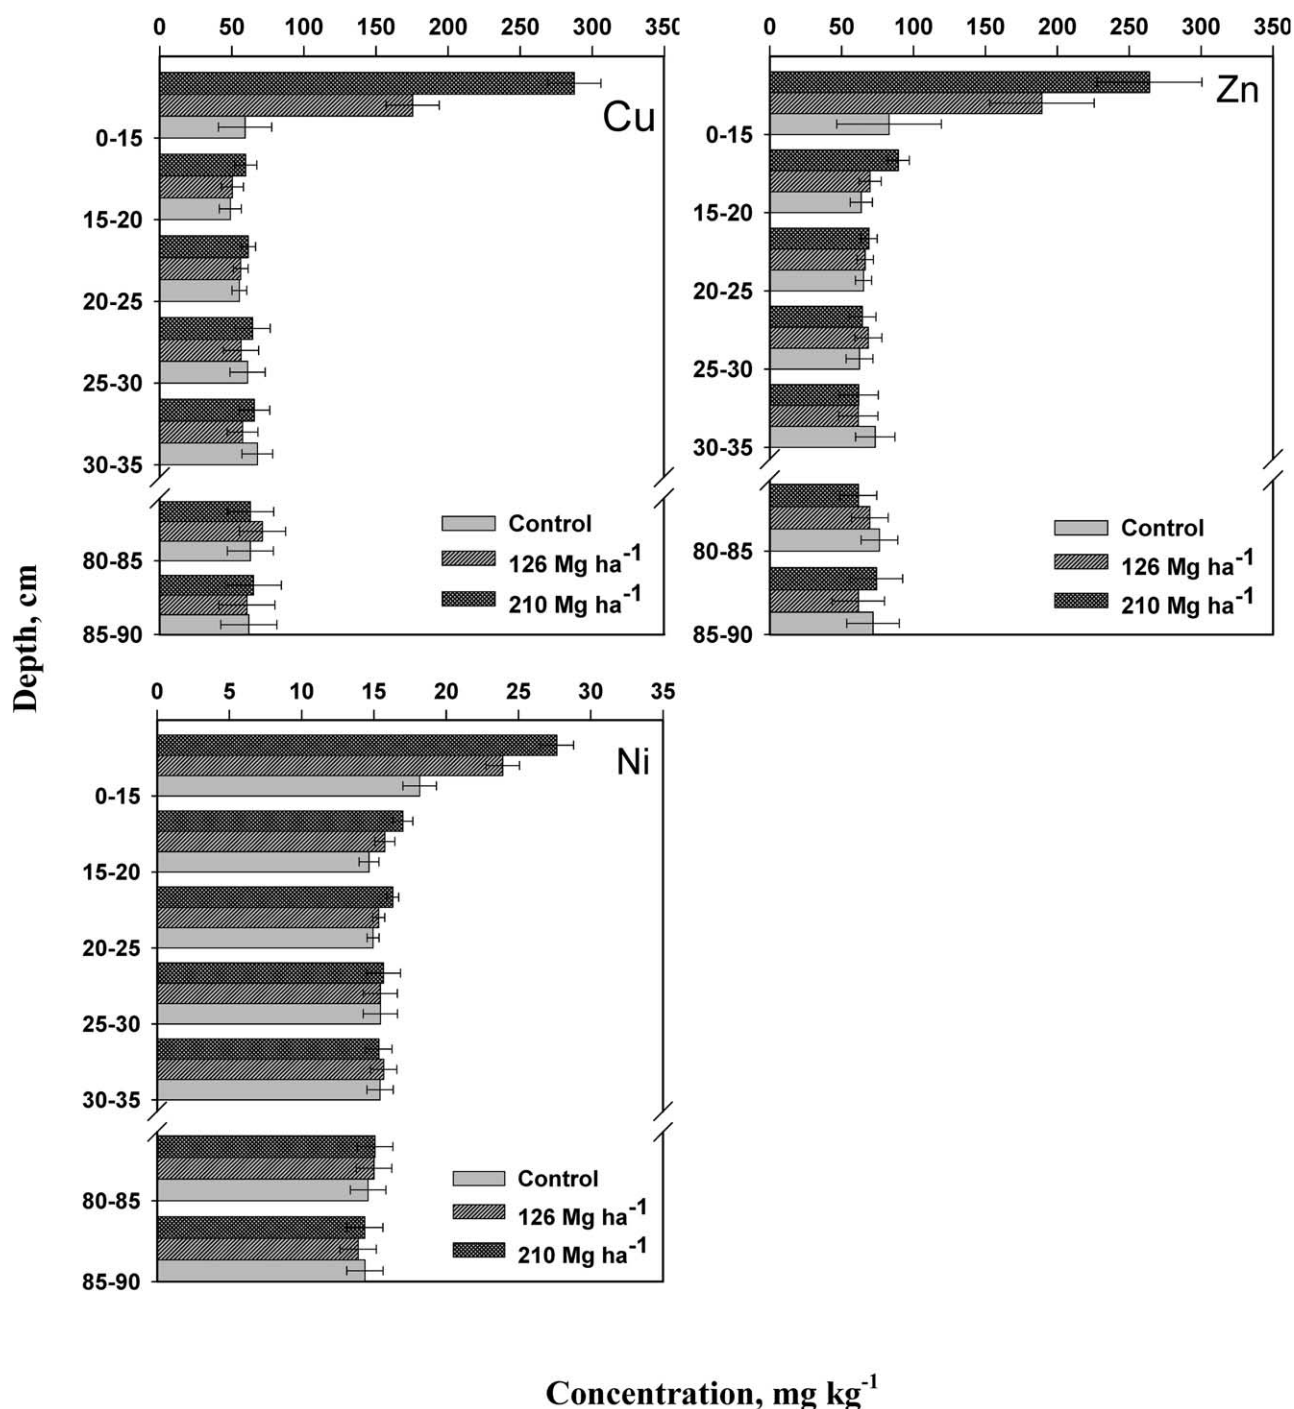 0 50 100 150 200 250 300 350
Cu
0-15
15-20
20-25
25-30
30-35
80-85
85-90
Control
126 Mg ha-1
210 Mg ha-1
0 50 100 150 200 250 300 350
Zn
0-15
15-20
20-25
25-30
30-35
80-85
85-90
Control
126 Mg ha-1
210 Mg ha-1
Depth, cm
0 5 10 15 20 25 30 35
Ni
0-15
15-20
20-25
25-30
30-35
80-85
85-90
Control
126 Mg ha-1
210 Mg ha-1
Concentration, mg kg-1